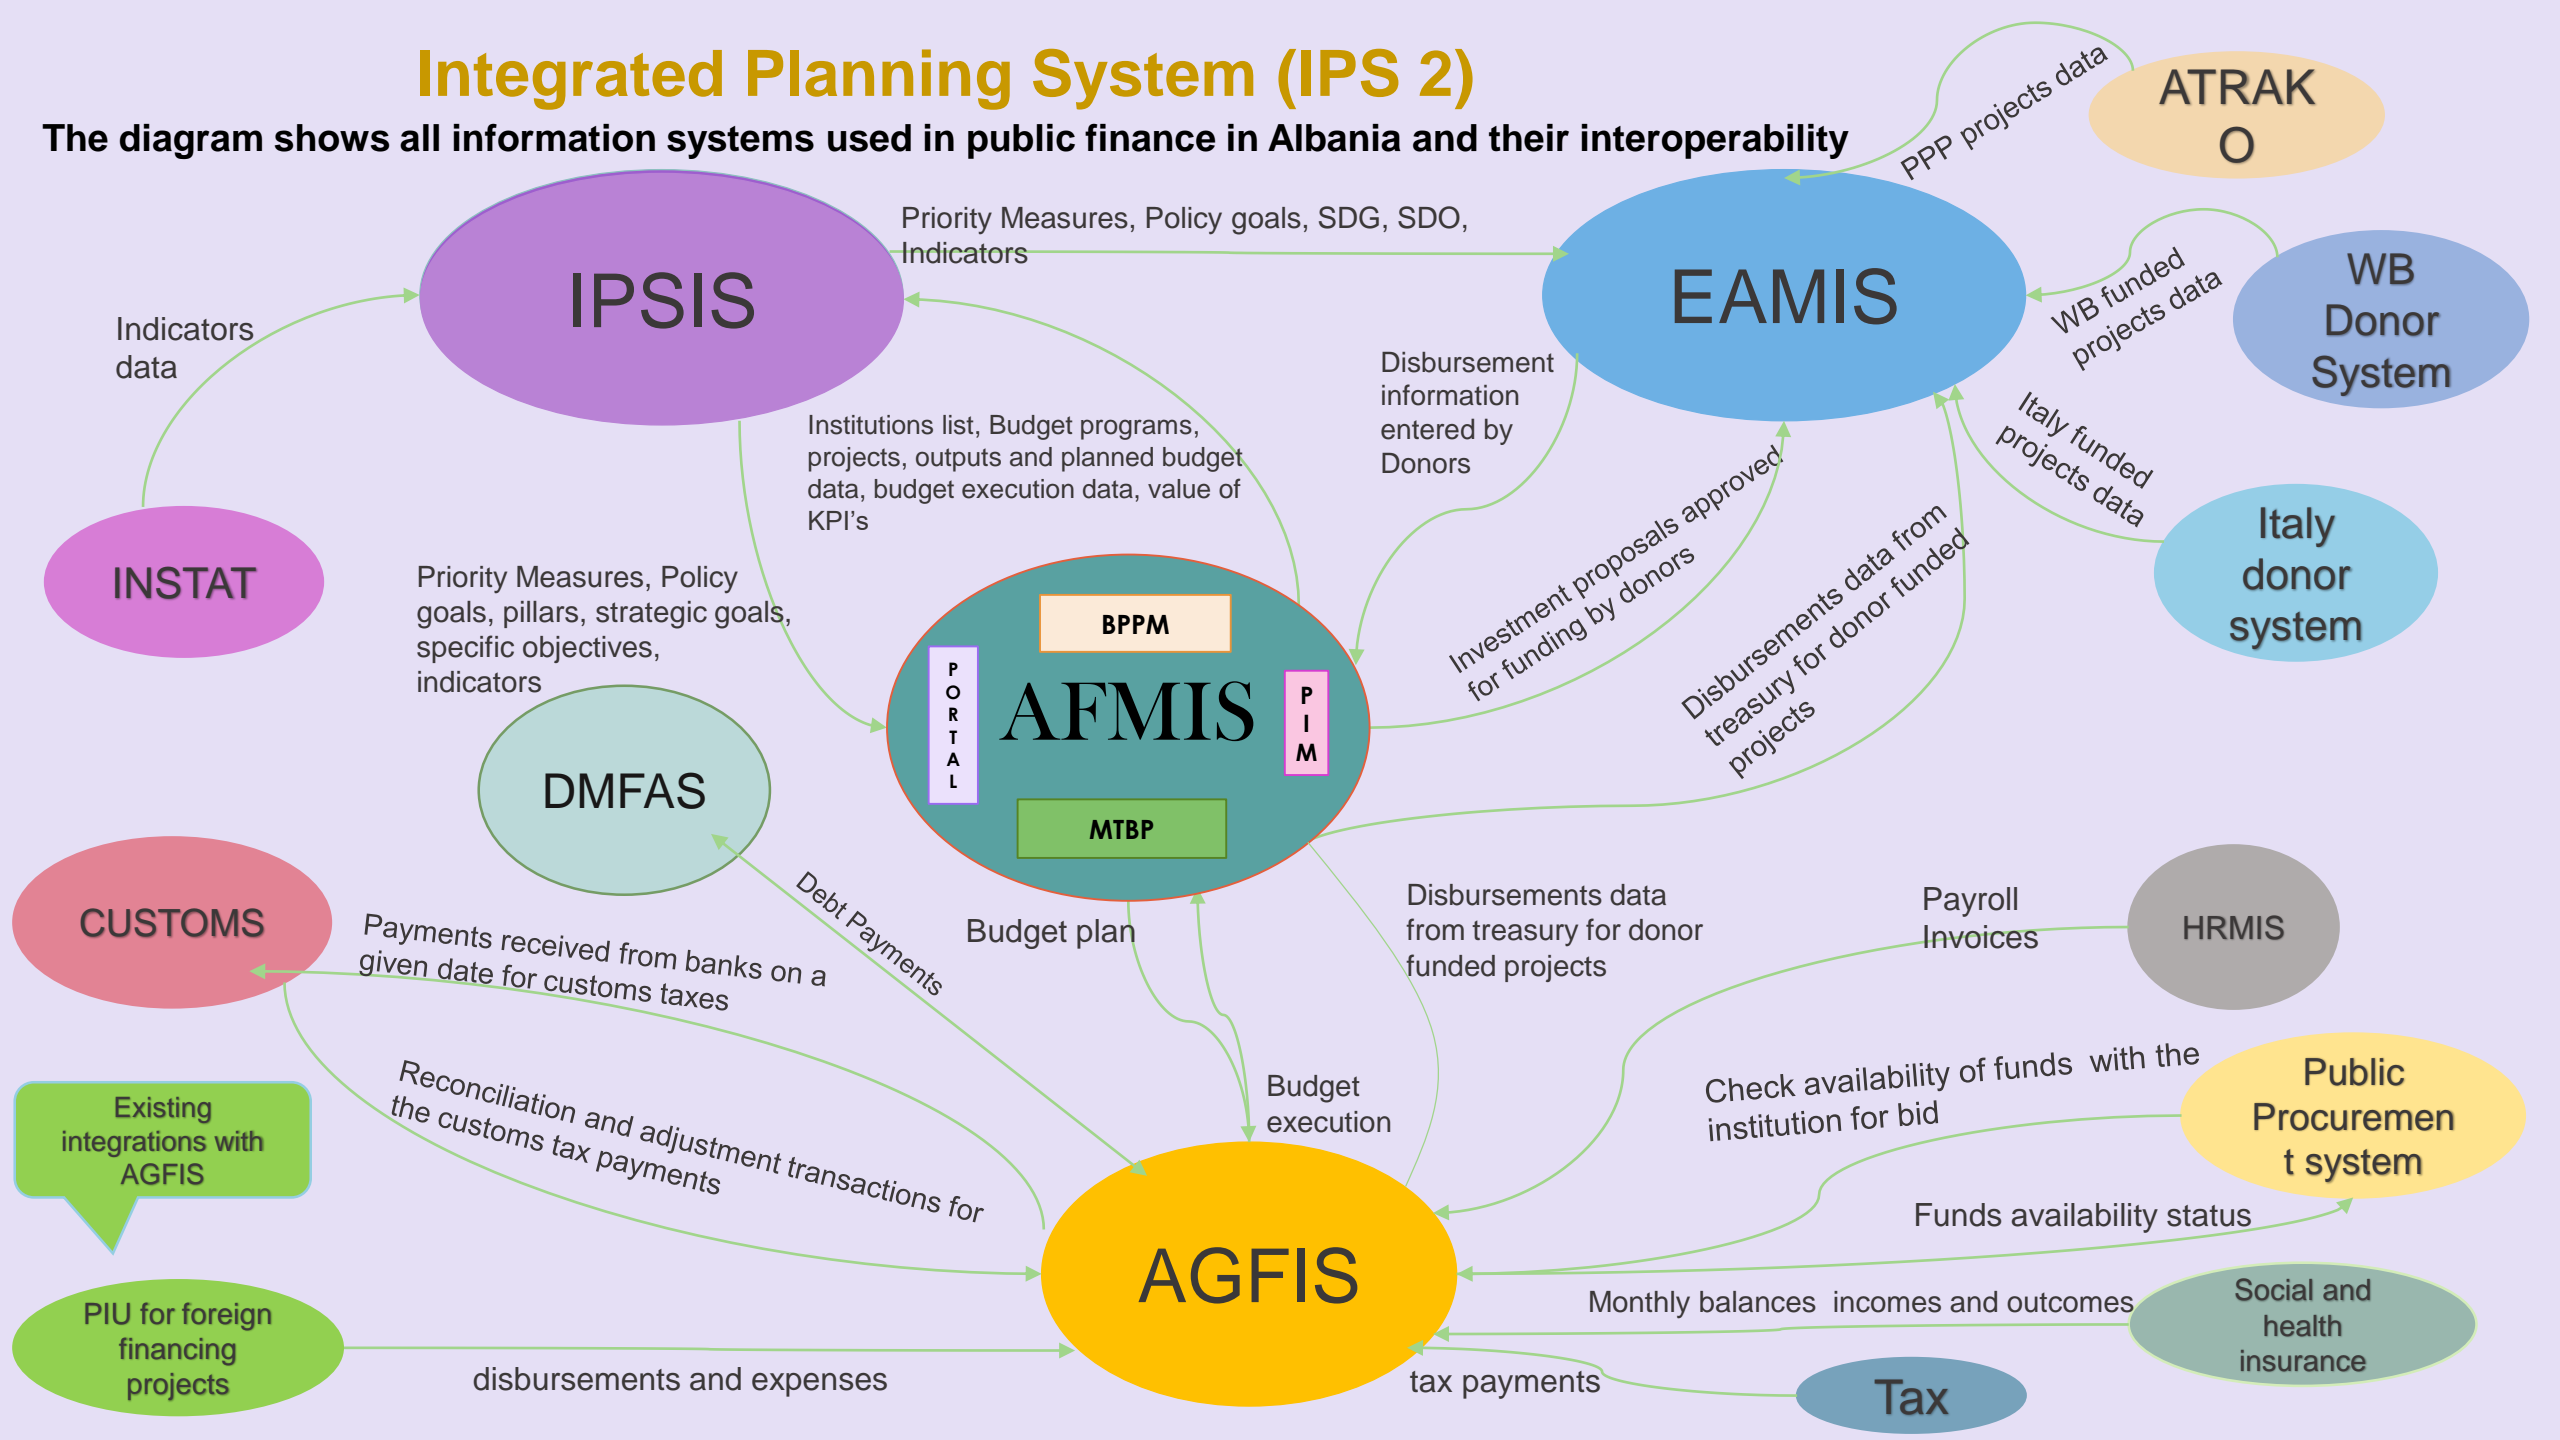 Integrated Planning System (IPS 2)
The diagram shows all information systems used in public finance in Albania and their interoperability
ATRAK
O
PPP projects data
Priority Measures, Policy goals, SDG, SDO,
Indicators
IPSIS
EAMIS
WB
Donor
System
WB funded
projects data
Indicators
data
Disbursement
information
entered by
Donors
Institutions list, Budget programs,
projects, outputs and planned budget
data, budget execution data, value of
KPI’s
Italy funded
projects data
Italy
donor
system
INSTAT
Priority Measures, Policy
goals, pillars, strategic goals,
specific objectives,
indicators
Investment proposals approved
for funding by donors
Disbursements data from
treasury for donor funded
projects
BPPM
P
O
R
T
A
L
AFMIS
P
I
M
MTBP
DMFAS
CUSTOMS
Payments received from banks on a
given date for customs taxes
Debt Payments
Budget plan
Disbursements data
from treasury for donor
funded projects
Payroll
Invoices
HRMIS
Reconciliation and adjustment transactions for
the customs tax payments
Budget
execution
Check availability of funds  with the
institution for bid
Public
Procuremen
t system
Existing
integrations with
AGFIS
AGFIS
Funds availability status
Monthly balances  incomes and outcomes
Social and
health
insurance
PIU for foreign
financing
projects
disbursements and expenses
tax payments
Tax